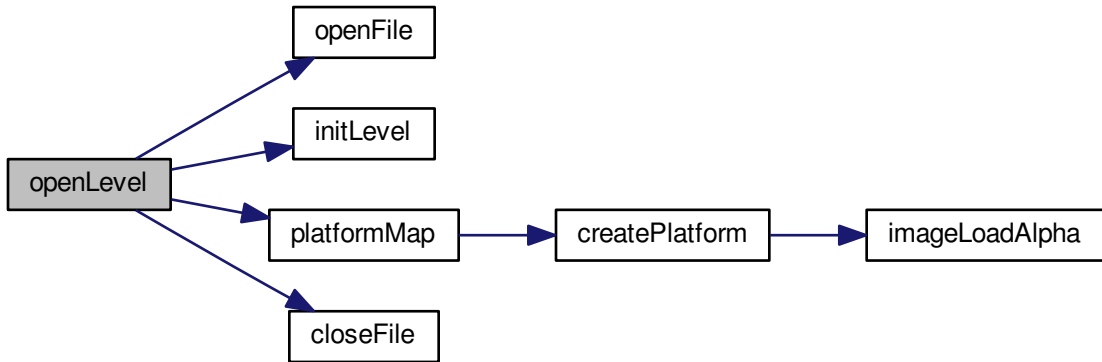 openFile
initLevel
openLevel
platformMap
createPlatform
imageLoadAlpha
closeFile